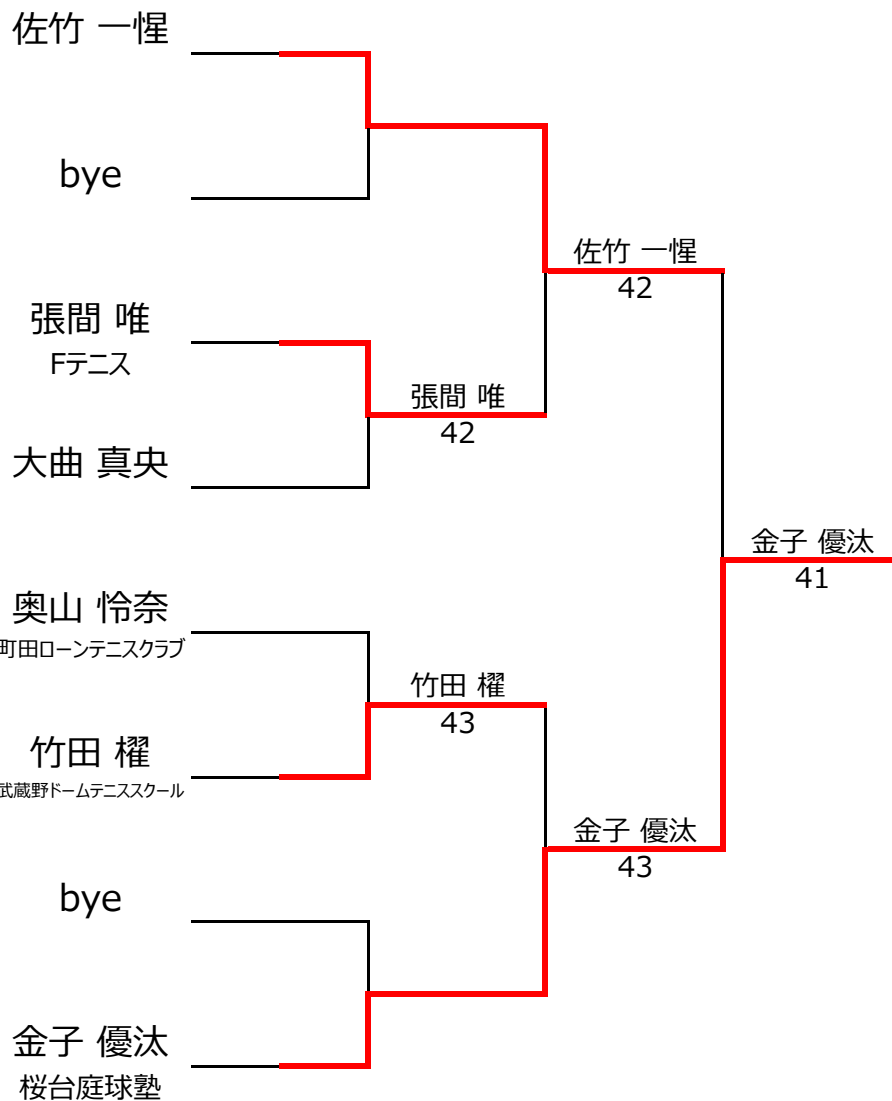 佐竹 一惺
bye
張間 唯
Fテニス
大曲 真央
奥山 怜奈
町田ローンテニスクラブ
竹田 櫂
武蔵野ドームテニススクール
bye
金子 優汰
桜台庭球塾
張間 唯
42
竹田 櫂
43
佐竹 一惺
42
金子 優汰
43
金子 優汰
41